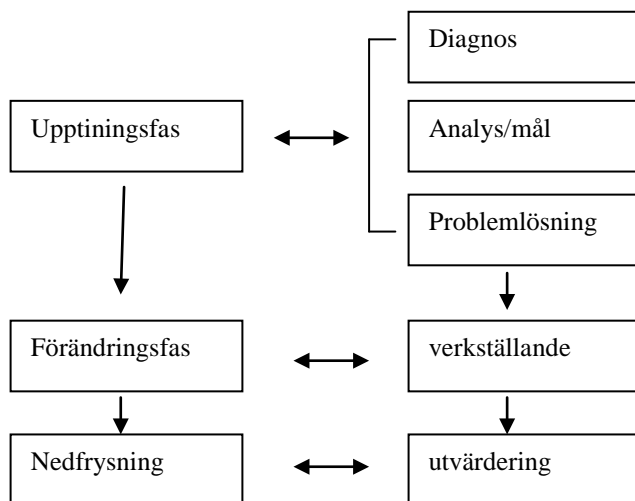 Diagnos
Upptiningsfas
Analys/mål
Problemlösning
Förändringsfas
verkställande
Nedfrysning
utvärdering